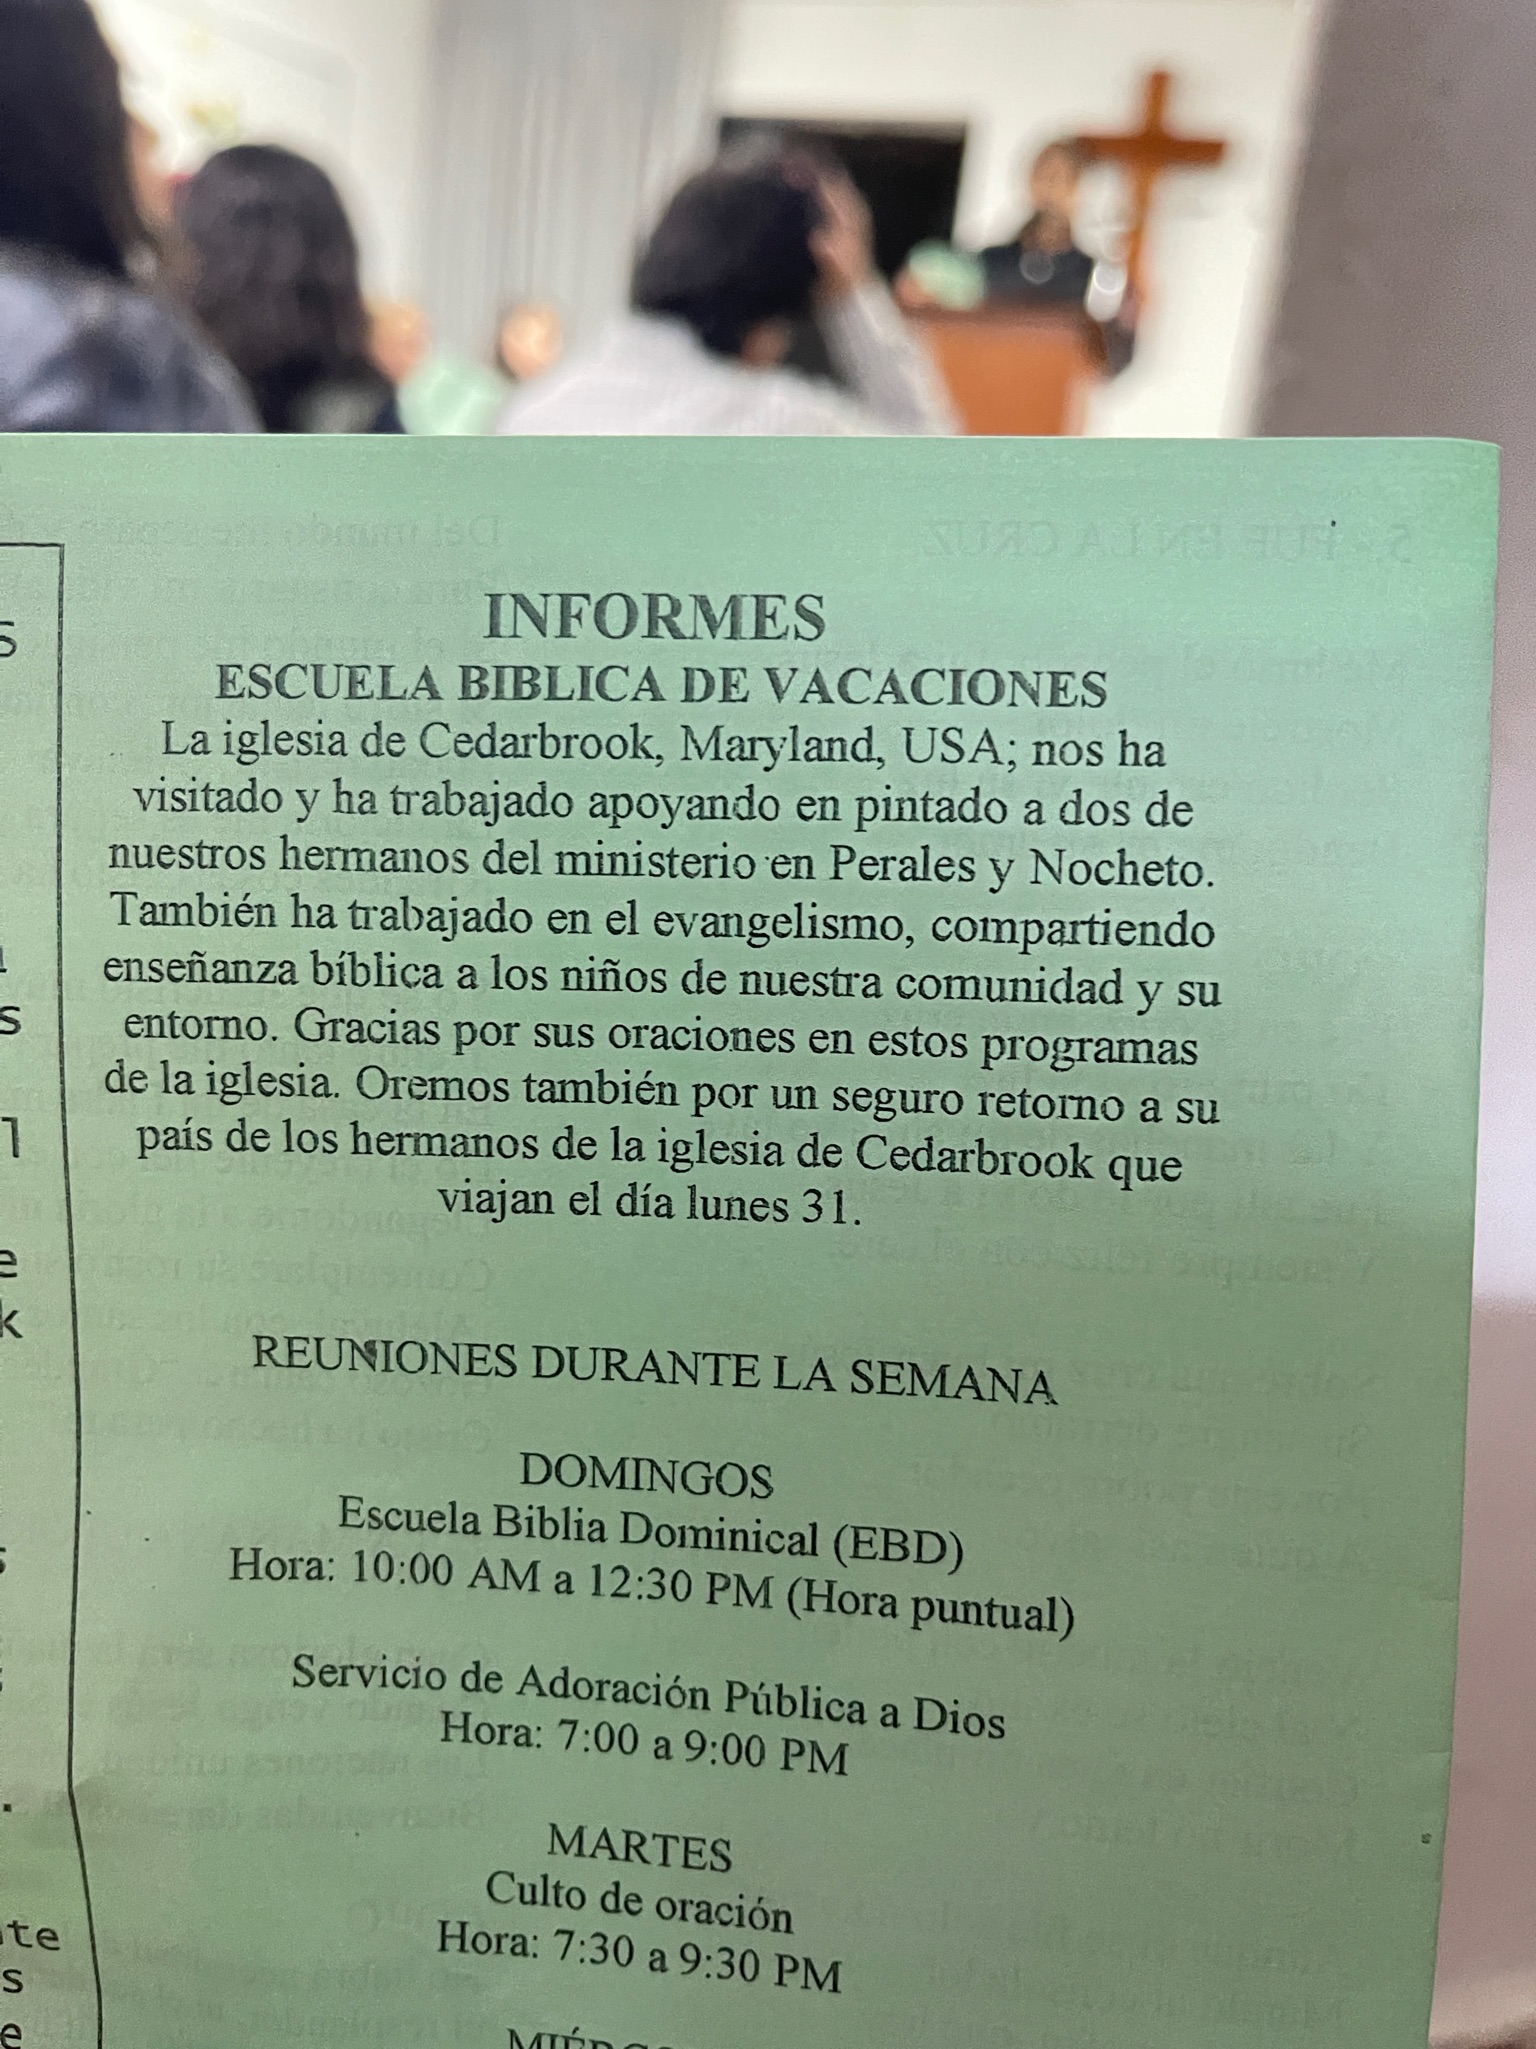 INFORMES
ESCUELA BIBLICA DE VACACIONES
La iglesia de Cedarbrook, Maryland, USA; nos ha
visitado y ha trabajado apoyando en pintado a dos de
nuestros hermanos del ministerio en Perales y Nocheto.
También ha trabajado en el evangelismo, compartiendo
enseñanza bíblica a los niños de nuestra comunidad y su
entorno. Gracias por sus oraciones en estos programas
de la iglesia. Oremos también por un seguro retorno a su
país de los hermanos de la iglesia de Cedarbrook que
viajan el día lunes 31.
REUNIONES DURANTE LA SEMANA
DOMINGOS
Escuela Biblia Dominical (EBD)
Hora: 10:00 AM a 12:30 PM (Hora puntual)
Servicio de Adoración Pública a Dios
Hora: 7:00 a 9:00 PM
MARTES
Culto de oración
Hora: 7:30 a 9:30 PM